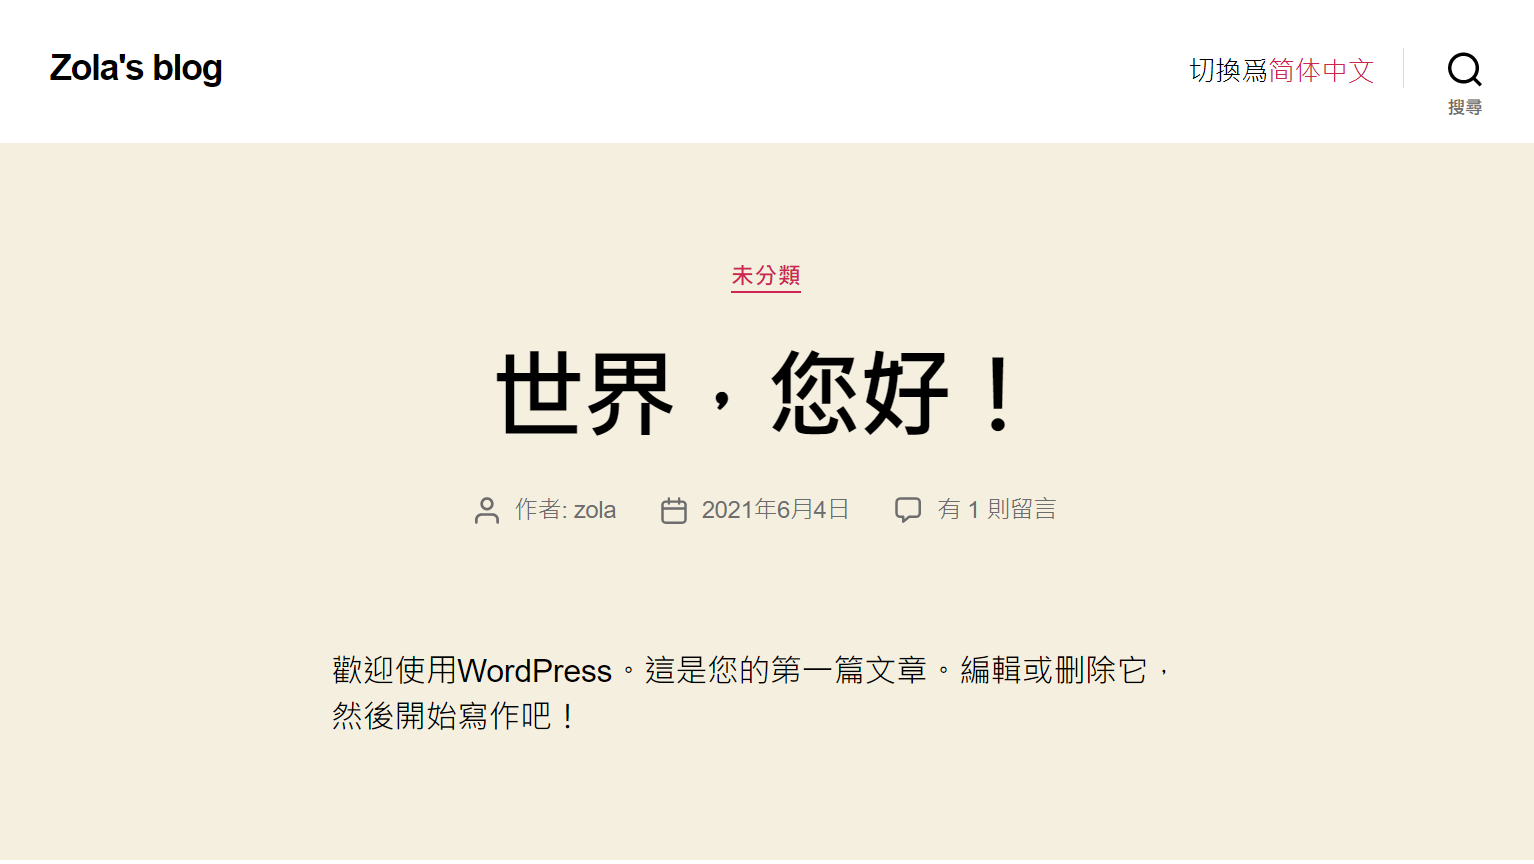 Zola's blog
切換爲简体中文
搜尋
未分類
世界，您好！
作者: zola
2021年6月4日
有 1 則留言
歡迎使用WordPress。這是您的第一篇文章。編輯或删除它，
然後開始寫作吧！